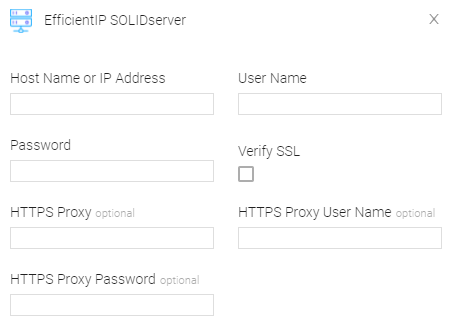 EfficientIP SOLIDserver X
Host Name or IP Address
User Name
Password
Verify SSL
HTTPS Proxy optional
HTTPS Proxy User Name optional
HTTPS Proxy Password optional